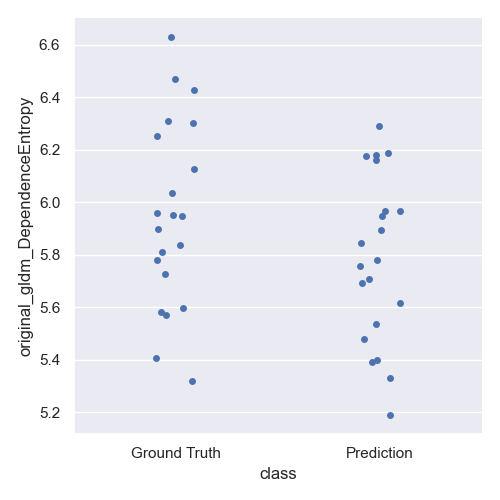 original_gldm_DependenceEntropy
6.6
6.4
6.2
6.0
5.8
5.6
5.4
5.2
Ground Truth
Prediction
class